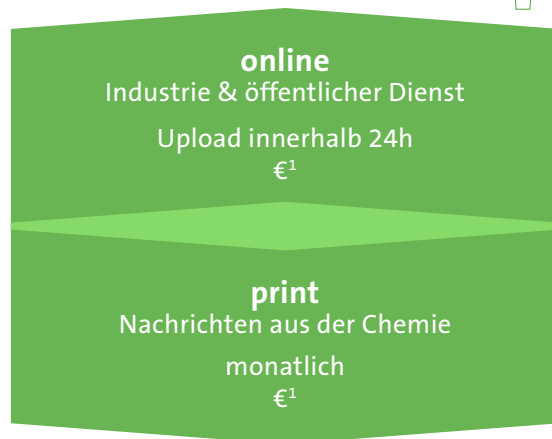 online
Industrie & öffentlicher Dienst
Upload innerhalb 24h
€¹
print
Nachrichten aus der Chemie
monatlich
€¹